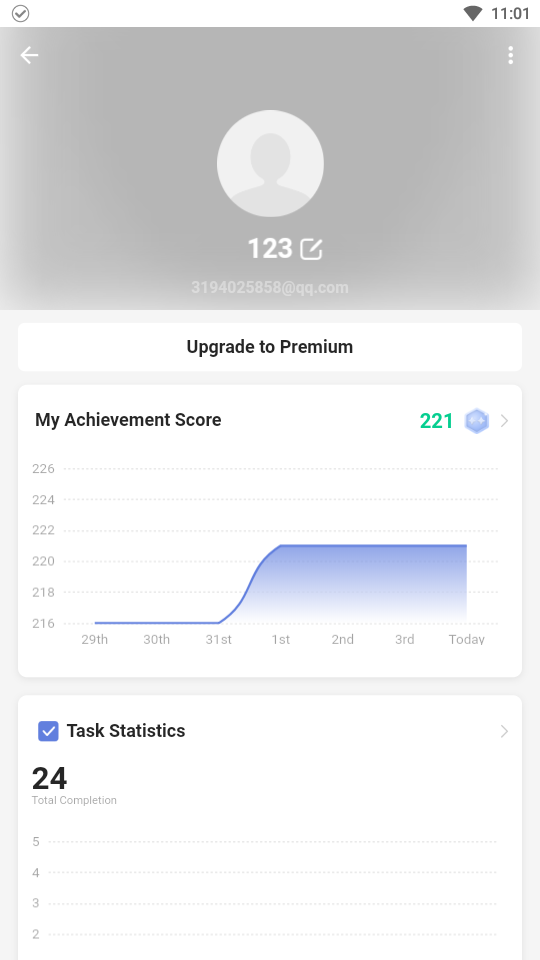 11:01
123
3194025858@qq.com
Upgrade to Premium
My Achievement Score 221
226
224
222
220
218
216
29th 30th 31st 1st 2nd 3rd Today
Task Statistics
24
Total Completion
5
4
3
2